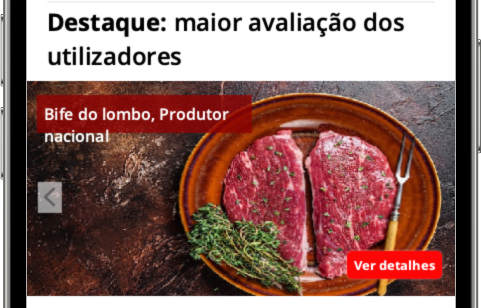 Destaque: maior avaliação dos
utilizadores
Bife do lombo, Produtor
nacional
Ver detalhes